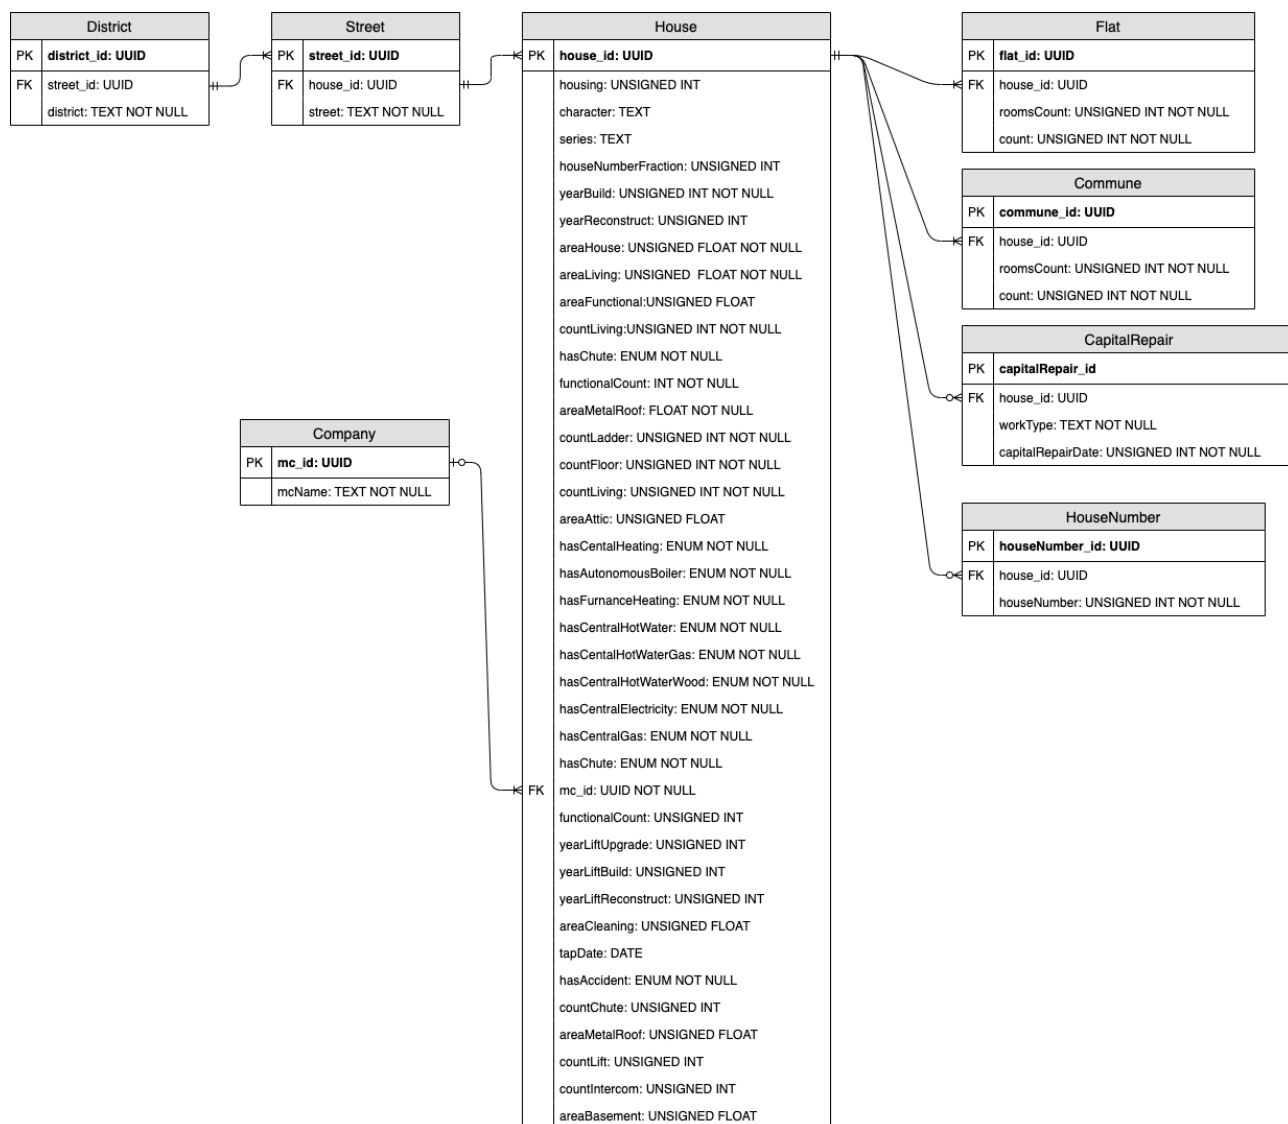 District
PK district_id: UUID
FK street_id: UUID
district: TEXT NOT NULL
Street
PK street_id: UUID
FK house_id: UUID
street: TEXT NOT NULL
House
PK house_id: UUID
housing: UNSIGNED INT
character: TEXT
series: TEXT
houseNumberFraction: UNSIGNED INT
yearBuild: UNSIGNED INT NOT NULL
yearReconstruct: UNSIGNED INT
areaHouse: UNSIGNED FLOAT NOT NULL
areaLiving: UNSIGNED  FLOAT NOT NULL
areaFunctional:UNSIGNED FLOAT
countLiving:UNSIGNED INT NOT NULL
hasChute: ENUM NOT NULL
functionalCount: INT NOT NULL
areaMetalRoof: FLOAT NOT NULL
countLadder: UNSIGNED INT NOT NULL
countFloor: UNSIGNED INT NOT NULL
countLiving: UNSIGNED INT NOT NULL
areaAttic: UNSIGNED FLOAT
hasCentalHeating: ENUM NOT NULL
hasAutonomousBoiler: ENUM NOT NULL
hasFurnanceHeating: ENUM NOT NULL
hasCentralHotWater: ENUM NOT NULL
hasCentalHotWaterGas: ENUM NOT NULL
hasCentralHotWaterWood: ENUM NOT NULL
hasCentralElectricity: ENUM NOT NULL
hasCentralGas: ENUM NOT NULL
hasChute: ENUM NOT NULL
FK mc_id: UUID NOT NULL
functionalCount: UNSIGNED INT
yearLiftUpgrade: UNSIGNED INT
yearLiftBuild: UNSIGNED INT
yearLiftReconstruct: UNSIGNED INT
areaCleaning: UNSIGNED FLOAT
tapDate: DATE
hasAccident: ENUM NOT NULL
countChute: UNSIGNED INT
areaMetalRoof: UNSIGNED FLOAT
countLift: UNSIGNED INT
countIntercom: UNSIGNED INT
areaBasement: UNSIGNED FLOAT
Company
PK mc_id: UUID
mcName: TEXT NOT NULL
Flat
PK flat_id: UUID
FK house_id: UUID
roomsCount: UNSIGNED INT NOT NULL
count: UNSIGNED INT NOT NULL
Commune
PK commune_id: UUID
FK house_id: UUID
roomsCount: UNSIGNED INT NOT NULL
count: UNSIGNED INT NOT NULL
CapitalRepair
PK capitalRepair_id
FK house_id: UUID
workType: TEXT NOT NULL
capitalRepairDate: UNSIGNED INT NOT NULL
HouseNumber
PK houseNumber_id: UUID
FK house_id: UUID
houseNumber: UNSIGNED INT NOT NULL